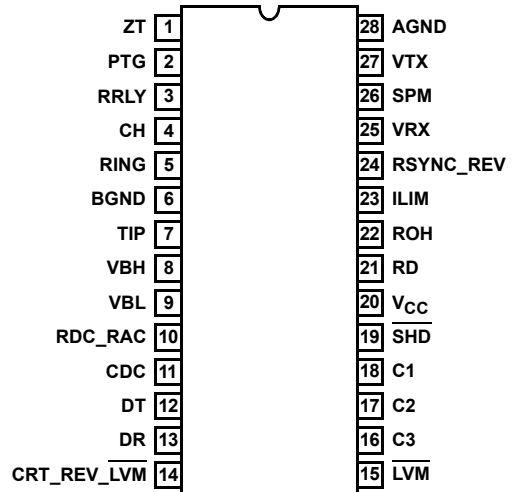 ZT 1 28 AGND
PTG 2 27 VTX
RRLY 3 26 SPM
CH 4 25 VRX
RING 5 24 RSYNC_REV
BGND 6 23 ILIM
TIP 7 22 ROH
VBH 8 21 RD
VBL 9 20 VCC
RDC_RAC 10 19 SHD
CDC 11 18 C1
DT 12 17 C2
DR 13 16 C3
CRT_REV_LVM 14 15 LVM